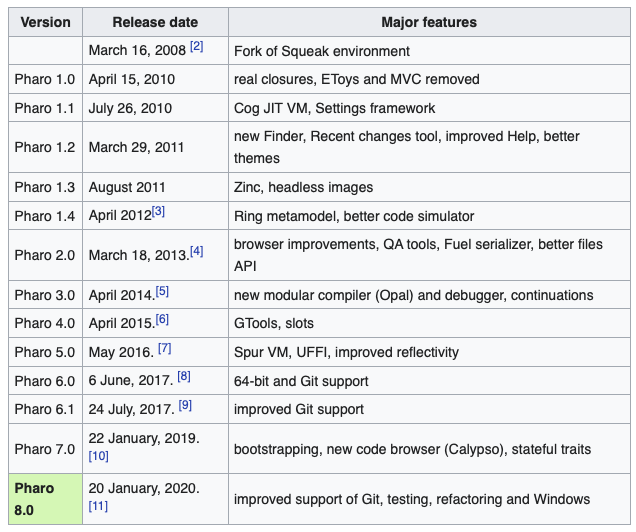 Version Release date Major features
March 16, 2008 [2] Fork of Squeak environment
Pharo 1.0 April 15, 2010 real closures, EToys and MVC removed
Pharo 1.1 July 26, 2010 Cog JIT VM, Settings framework
Pharo 1.2 March 29, 2011 new Finder, Recent changes tool, improved Help, better
themes
Pharo 1.3 August 2011 Zinc, headless images
Pharo 1.4 April 2012[3] Ring metamodel, better code simulator
Pharo 2.0 March 18, 2013.[4] browser improvements, QA tools, Fuel serializer, better files
API
Pharo 3.0 April 2014.[5] new modular compiler (Opal) and debugger, continuations
Pharo 4.0 April 2015.[6] GTools, slots
Pharo 5.0 May 2016. [7] Spur VM, UFFI, improved reflectivity
Pharo 6.0 6 June, 2017. [8] 64-bit and Git support
Pharo 6.1 24 July, 2017. [9] improved Git support
Pharo 7.0 22 January, 2019. bootstrapping, new code browser (Calypso), stateful traits
[10]
Pharo 20 January, 2020. improved support of Git, testing, refactoring and Windows
8.0 [11]